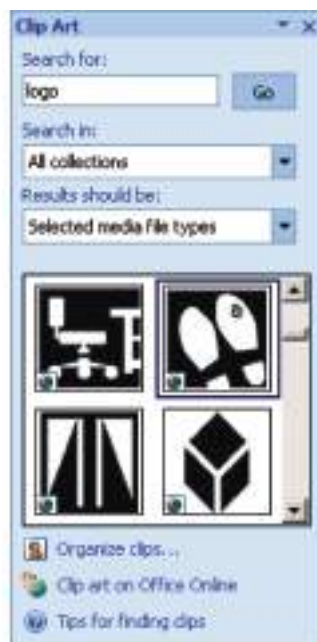 Clip Art
Search for:
logo
Go
Search in:
All collections
Results should be:
Selected media file types
Organize clips...
Clip art on Office Online
Tips for finding clips